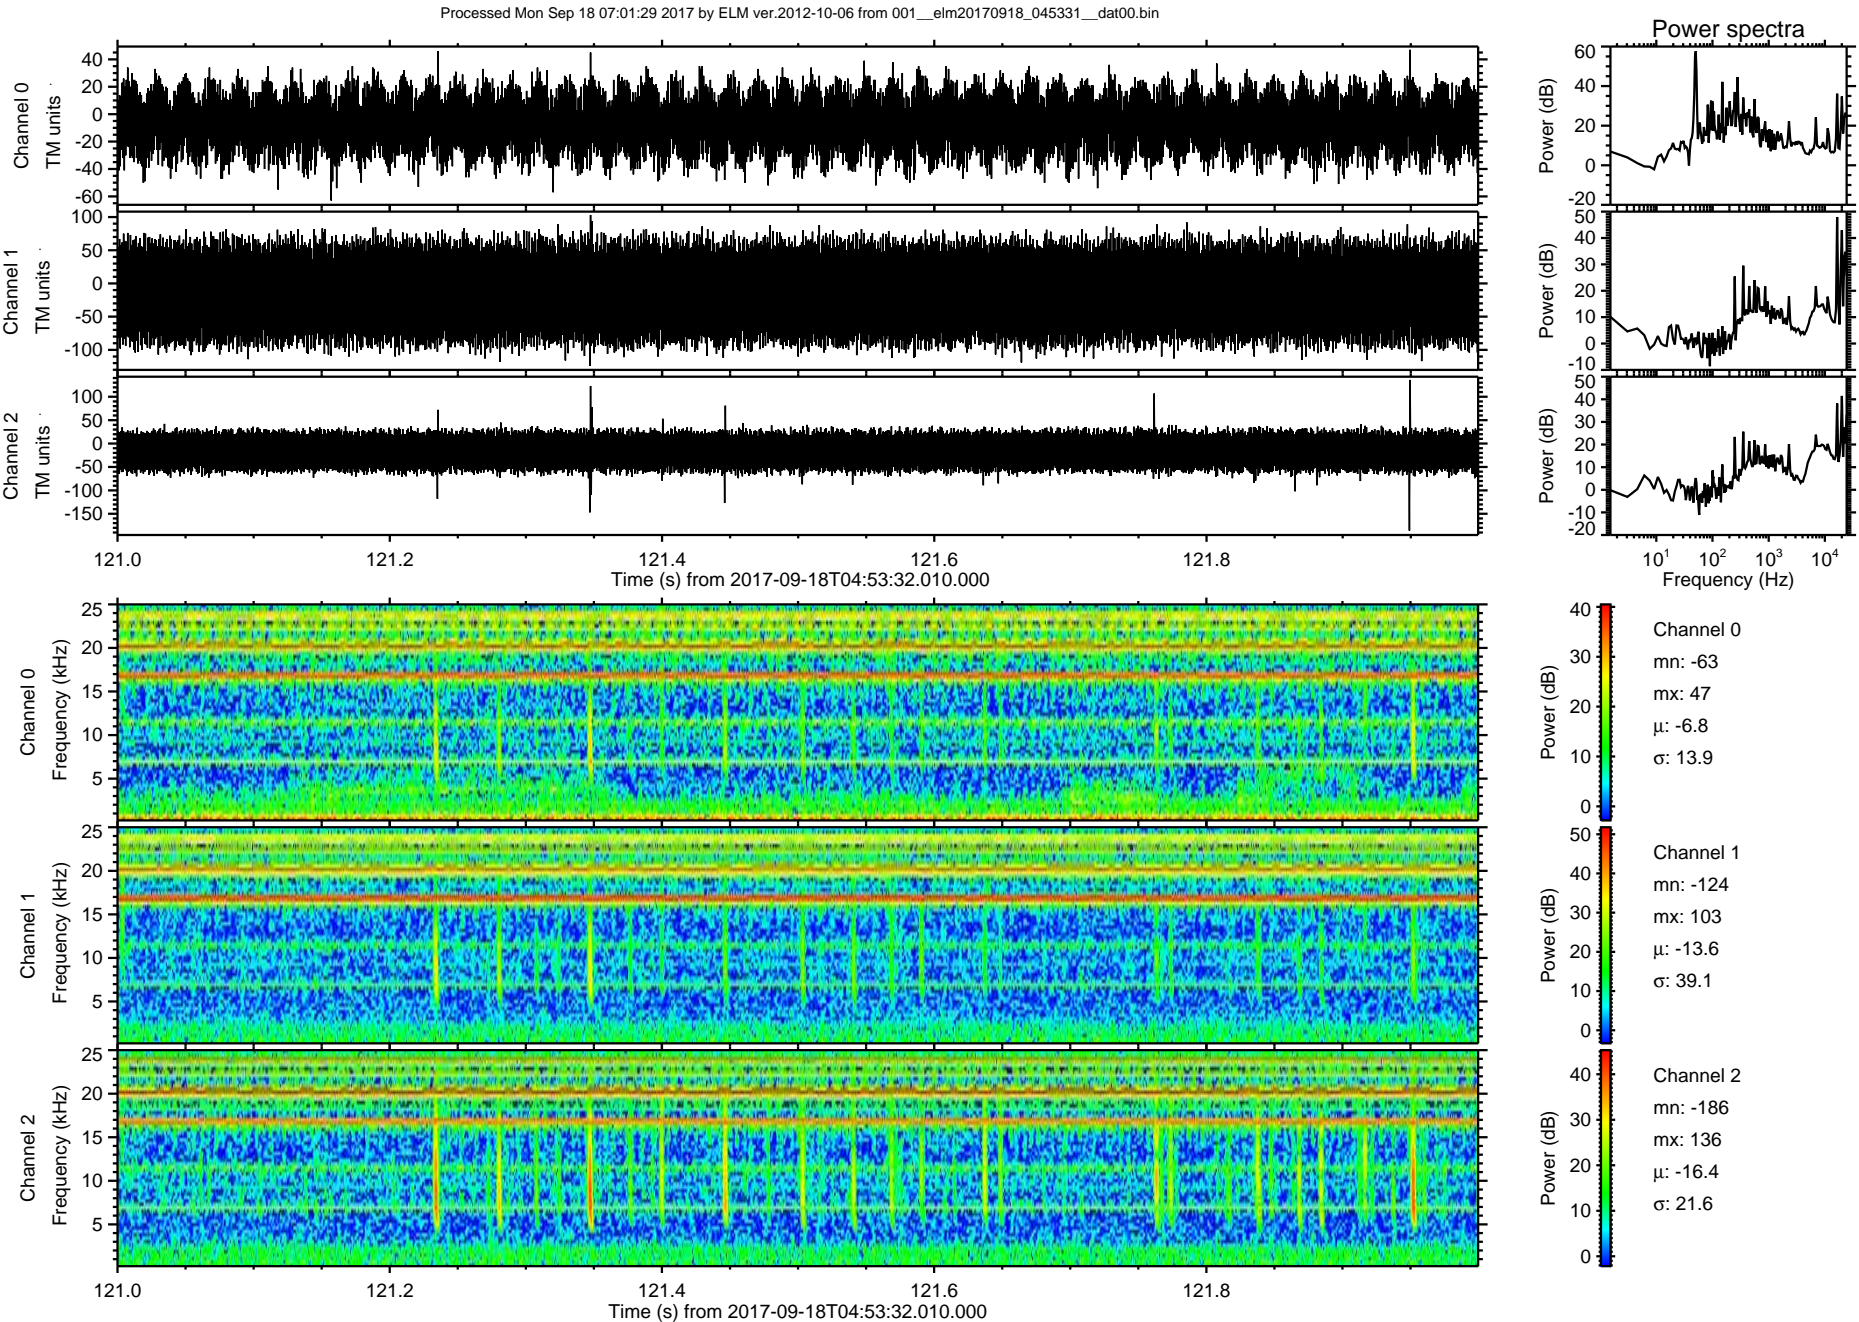 Processed Mon Sep 18 07:01:29 2017 by ELM ver.2012-10-06 from 001__elm20170918_045331__dat00.bin
Power spectra
Channel 0
TM units
40
20
0
-20
-40
-60
Power (dB)
60
40
20
0
-20
Channel 1
TM units
100
50
0
-50
-100
Power (dB)
50
40
30
20
10
0
-10
Channel 2
TM units
100
50
0
-50
-100
-150
Power (dB)
50
40
30
20
10
0
-10
-20
121.0 121.2 121.4 121.6 121.8
Time (s) from 2017-09-18T04:53:32.010.000
10^1 10^2 10^3 10^4
Frequency (Hz)
Channel 0
Frequency (kHz)
25
20
15
10
5
Power (dB)
40
30
20
10
0
Channel 0
mn: -63
mx: 47
µ: -6.8
σ: 13.9
Channel 1
Frequency (kHz)
25
20
15
10
5
Power (dB)
50
40
30
20
10
0
Channel 1
mn: -124
mx: 103
µ: -13.6
σ: 39.1
Channel 2
Frequency (kHz)
25
20
15
10
5
Power (dB)
40
30
20
10
0
Channel 2
mn: -186
mx: 136
µ: -16.4
σ: 21.6
121.0 121.2 121.4 121.6 121.8
Time (s) from 2017-09-18T04:53:32.010.000